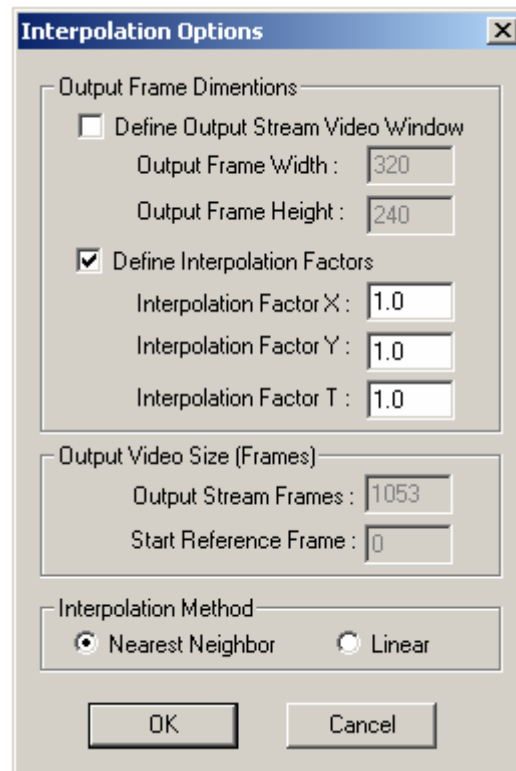 Interpolation Options
Output Frame Dimentions
Define Output Stream Video Window
Output Frame Width : 320
Output Frame Height : 240
Define Interpolation Factors
Interpolation Factor X : 1.0
Interpolation Factor Y : 1.0
Interpolation Factor T : 1.0
Output Video Size (Frames)
Output Stream Frames : 1053
Start Reference Frame : 0
Interpolation Method
Nearest Neighbor Linear
OK Cancel